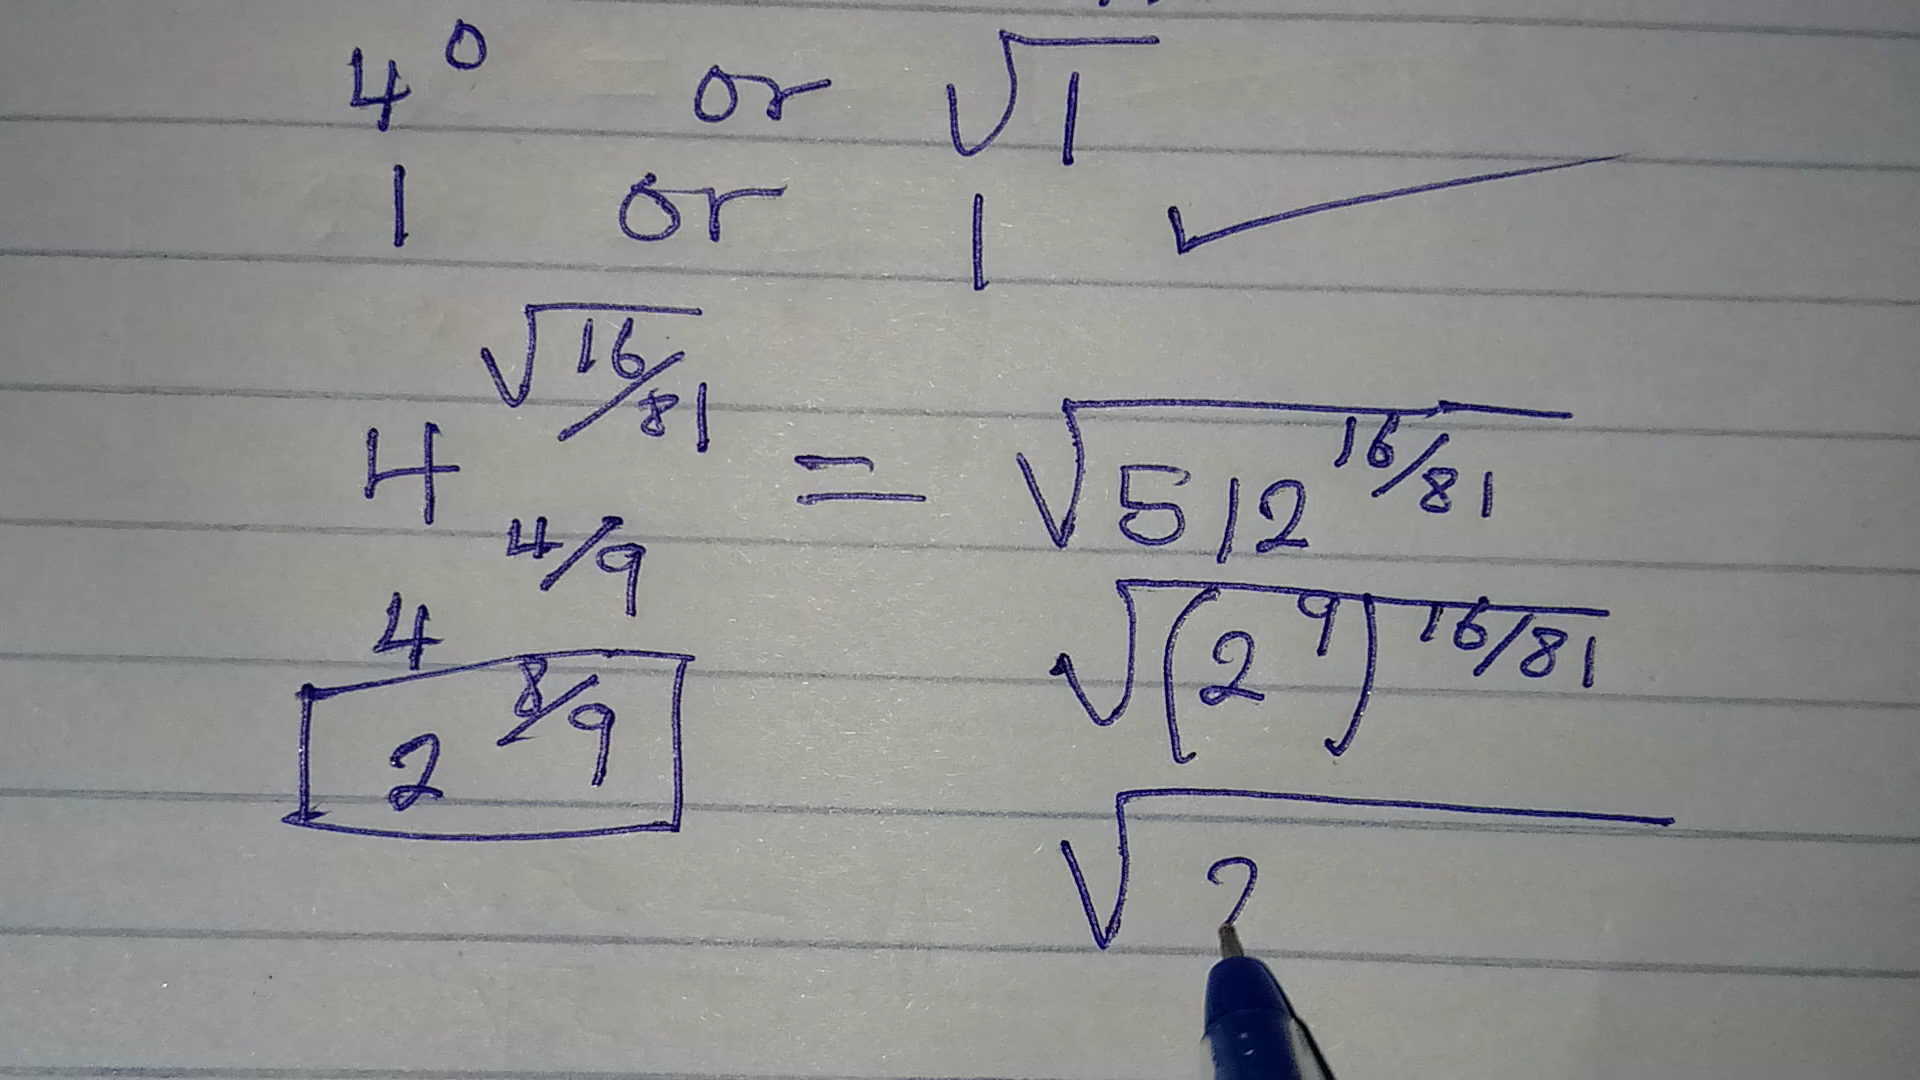 4⁰ or √1
1 or 1 ✓
4^√(16/81) = √(512^(16/81))
4^(4/9) √((2⁹)^(16/81))
2^(8/9) √2